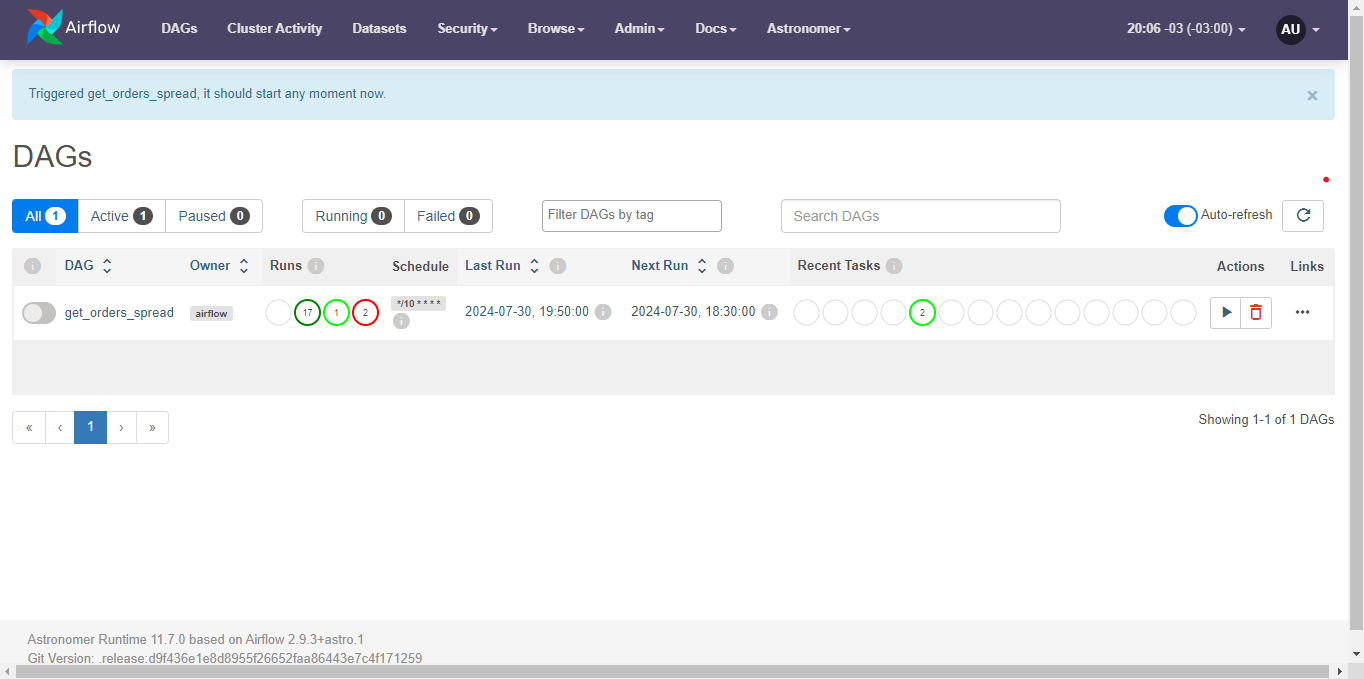 Airflow DAGs Cluster Activity Datasets Security Browse Admin Docs Astronomer 20:06 -03 (-03:00) AU
Triggered get_orders_spread, it should start any moment now. ×
DAGs
All 1 Active 1 Paused 0 Running 0 Failed 0 Filter DAGs by tag Search DAGs Auto-refresh
i DAG Owner Runs i Schedule Last Run i Next Run i Recent Tasks i Actions Links
get_orders_spread airflow 17 1 2 */10 * * * * i 2024-07-30, 19:50:00 i 2024-07-30, 18:30:00 i 2
« ‹ 1 › » Showing 1-1 of 1 DAGs
Astronomer Runtime 11.7.0 based on Airflow 2.9.3+astro.1
Git Version: .release:d9f436e1e8d8955f26652faa86443e7c4f171259